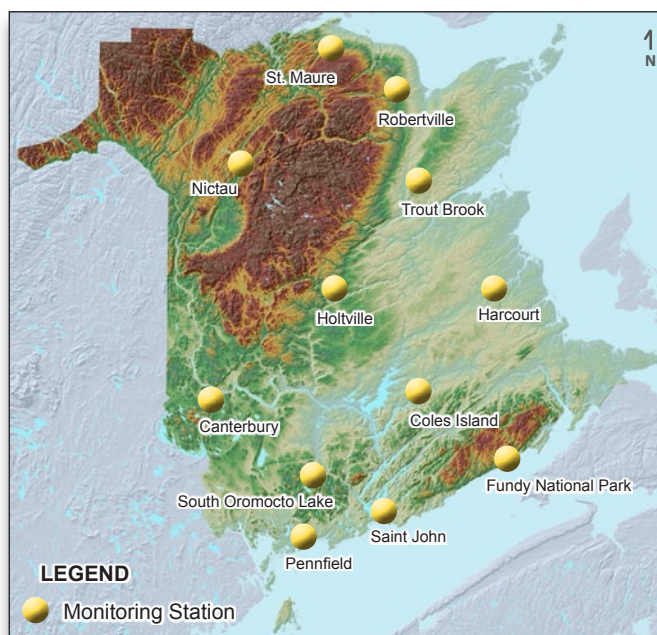 1
N
St. Maure
Robertville
Nictau
Trout Brook
Holtville
Harcourt
Canterbury
Coles Island
South Oromocto Lake
Fundy National Park
Saint John
Pennfield
LEGEND
Monitoring Station